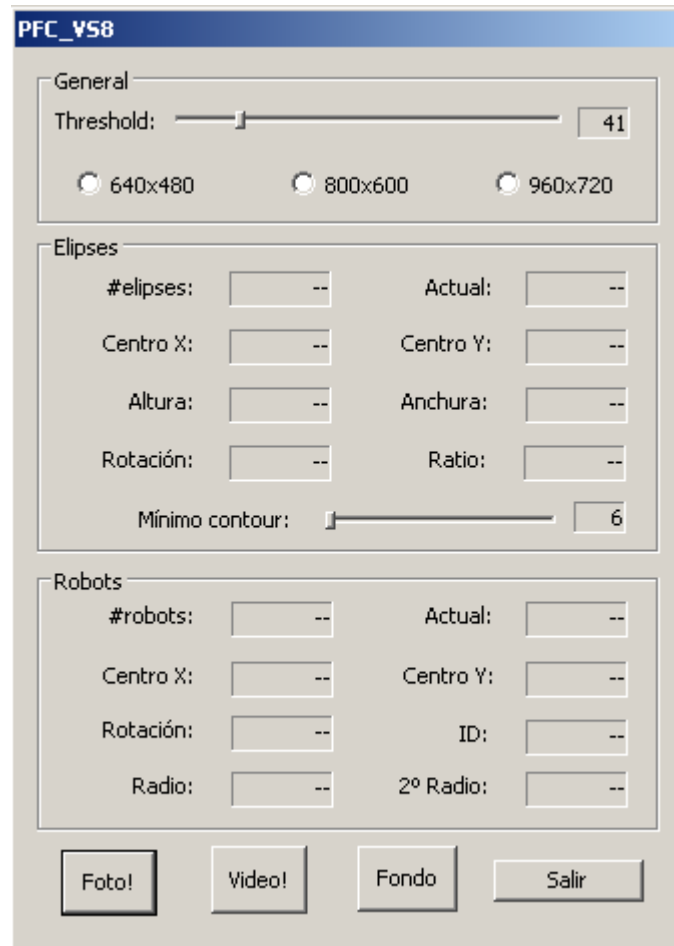 PFC_VS8
General
Threshold: 41
640x480 800x600 960x720
Elipses
#elipses: -- Actual: --
Centro X: -- Centro Y: --
Altura: -- Anchura: --
Rotación: -- Ratio: --
Mínimo contour: 6
Robots
#robots: -- Actual: --
Centro X: -- Centro Y: --
Rotación: -- ID: --
Radio: -- 2º Radio: --
Foto! Video! Fondo Salir